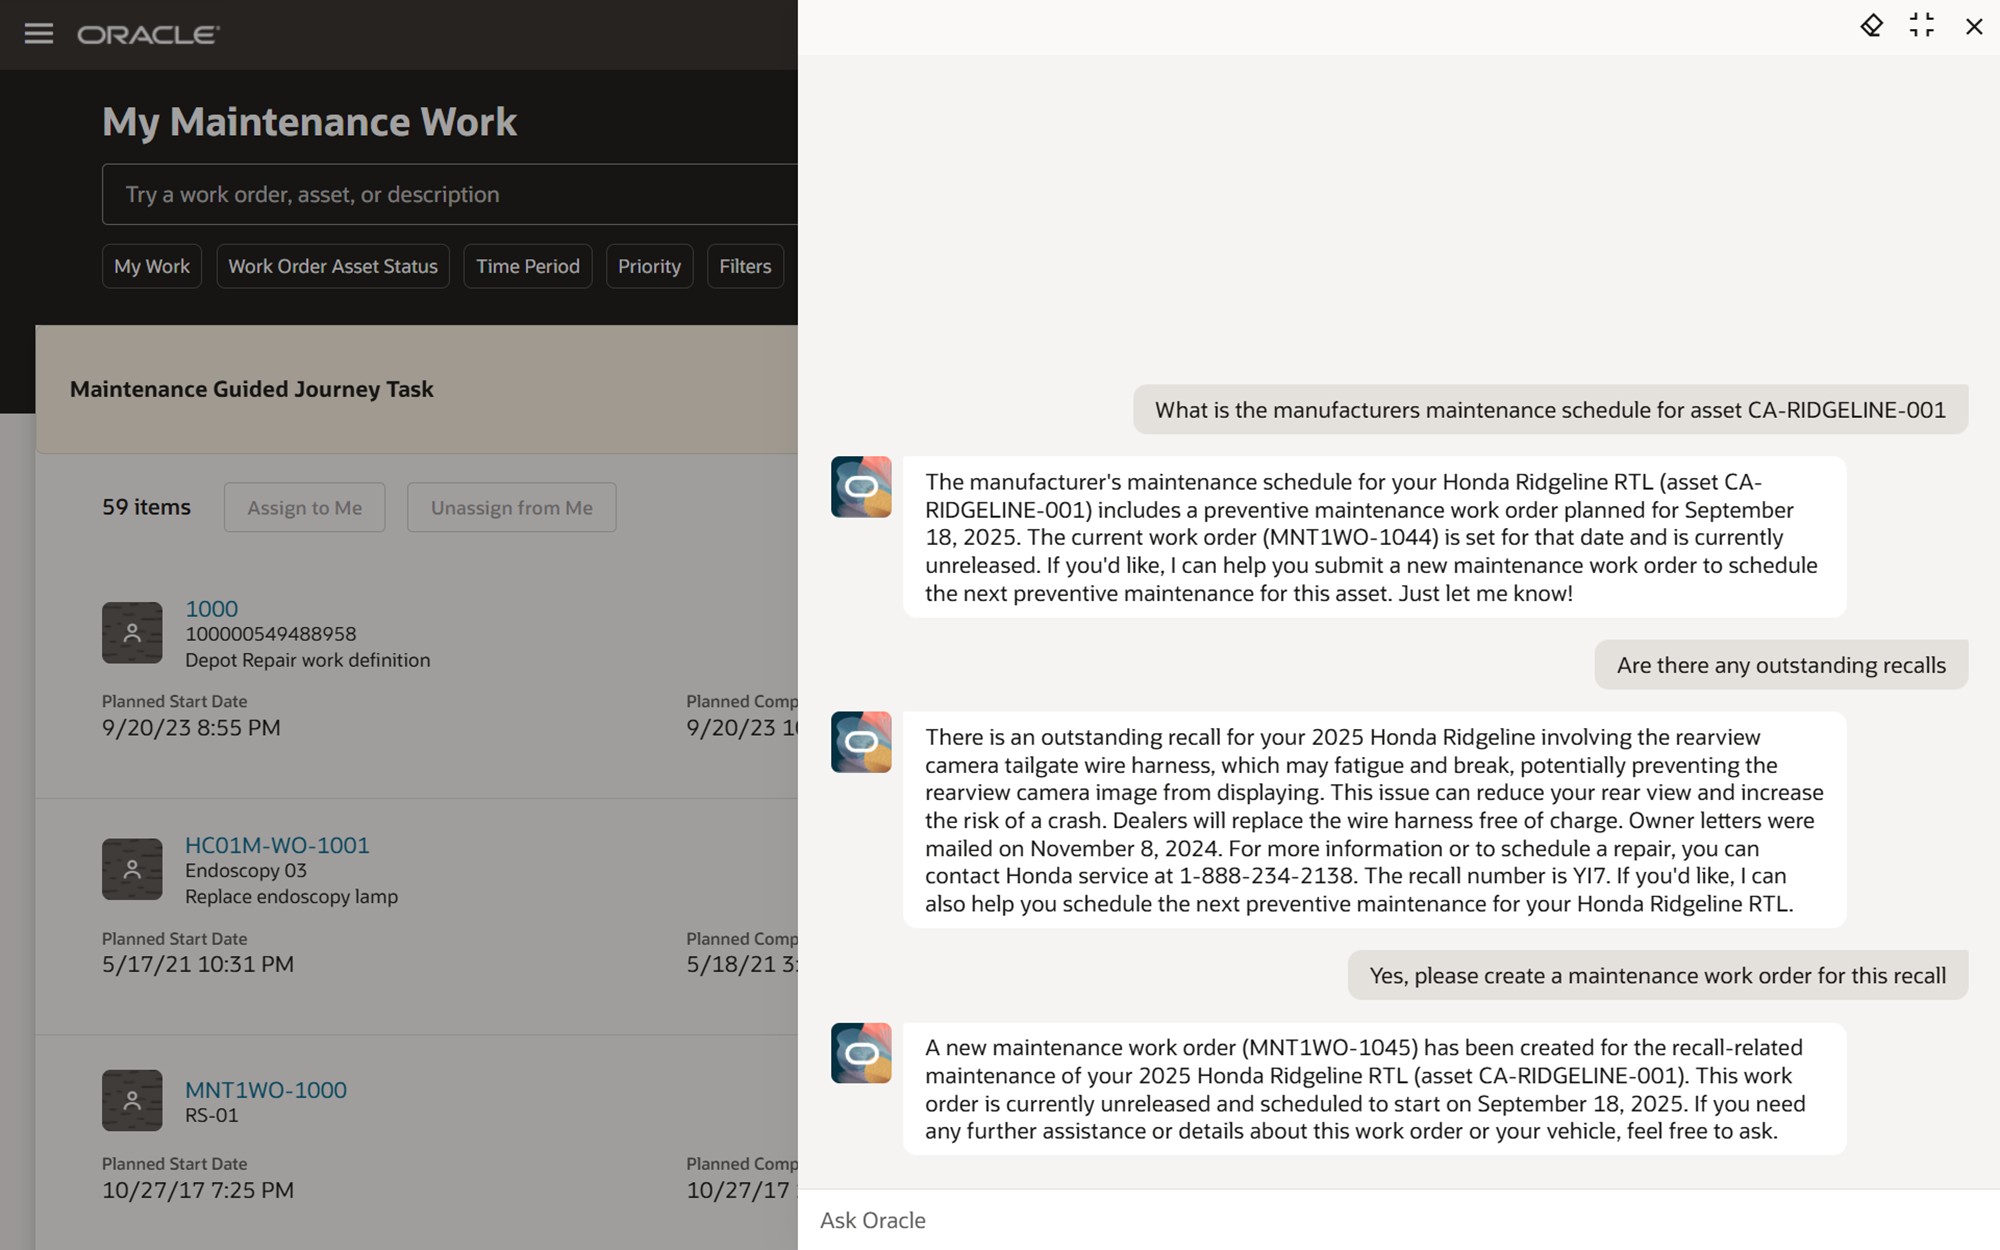 ORACLE
My Maintenance Work
Try a work order, asset, or description
My Work
Work Order Asset Status
Time Period
Priority
Filters
Maintenance Guided Journey Task
59 items
Assign to Me
Unassign from Me
1000
100000549488958
Depot Repair work definition
Planned Start Date
9/20/23 8:55 PM
Planned Comp
9/20/23 1
HC01M-WO-1001
Endoscopy 03
Replace endoscopy lamp
Planned Start Date
5/17/21 10:31 PM
Planned Comp
5/18/21 3:
MNT1WO-1000
RS-01
Planned Start Date
10/27/17 7:25 PM
Planned Comp
10/27/17
What is the manufacturers maintenance schedule for asset CA-RIDGELINE-001
The manufacturer's maintenance schedule for your Honda Ridgeline RTL (asset CA-
RIDGELINE-001) includes a preventive maintenance work order planned for September
18, 2025. The current work order (MNT1WO-1044) is set for that date and is currently
unreleased. If you'd like, I can help you submit a new maintenance work order to schedule
the next preventive maintenance for this asset. Just let me know!
Are there any outstanding recalls
There is an outstanding recall for your 2025 Honda Ridgeline involving the rearview
camera tailgate wire harness, which may fatigue and break, potentially preventing the
rearview camera image from displaying. This issue can reduce your rear view and increase
the risk of a crash. Dealers will replace the wire harness free of charge. Owner letters were
mailed on November 8, 2024. For more information or to schedule a repair, you can
contact Honda service at 1-888-234-2138. The recall number is YI7. If you'd like, I can
also help you schedule the next preventive maintenance for your Honda Ridgeline RTL.
Yes, please create a maintenance work order for this recall
A new maintenance work order (MNT1WO-1045) has been created for the recall-related
maintenance of your 2025 Honda Ridgeline RTL (asset CA-RIDGELINE-001). This work
order is currently unreleased and scheduled to start on September 18, 2025. If you need
any further assistance or details about this work order or your vehicle, feel free to ask.
Ask Oracle